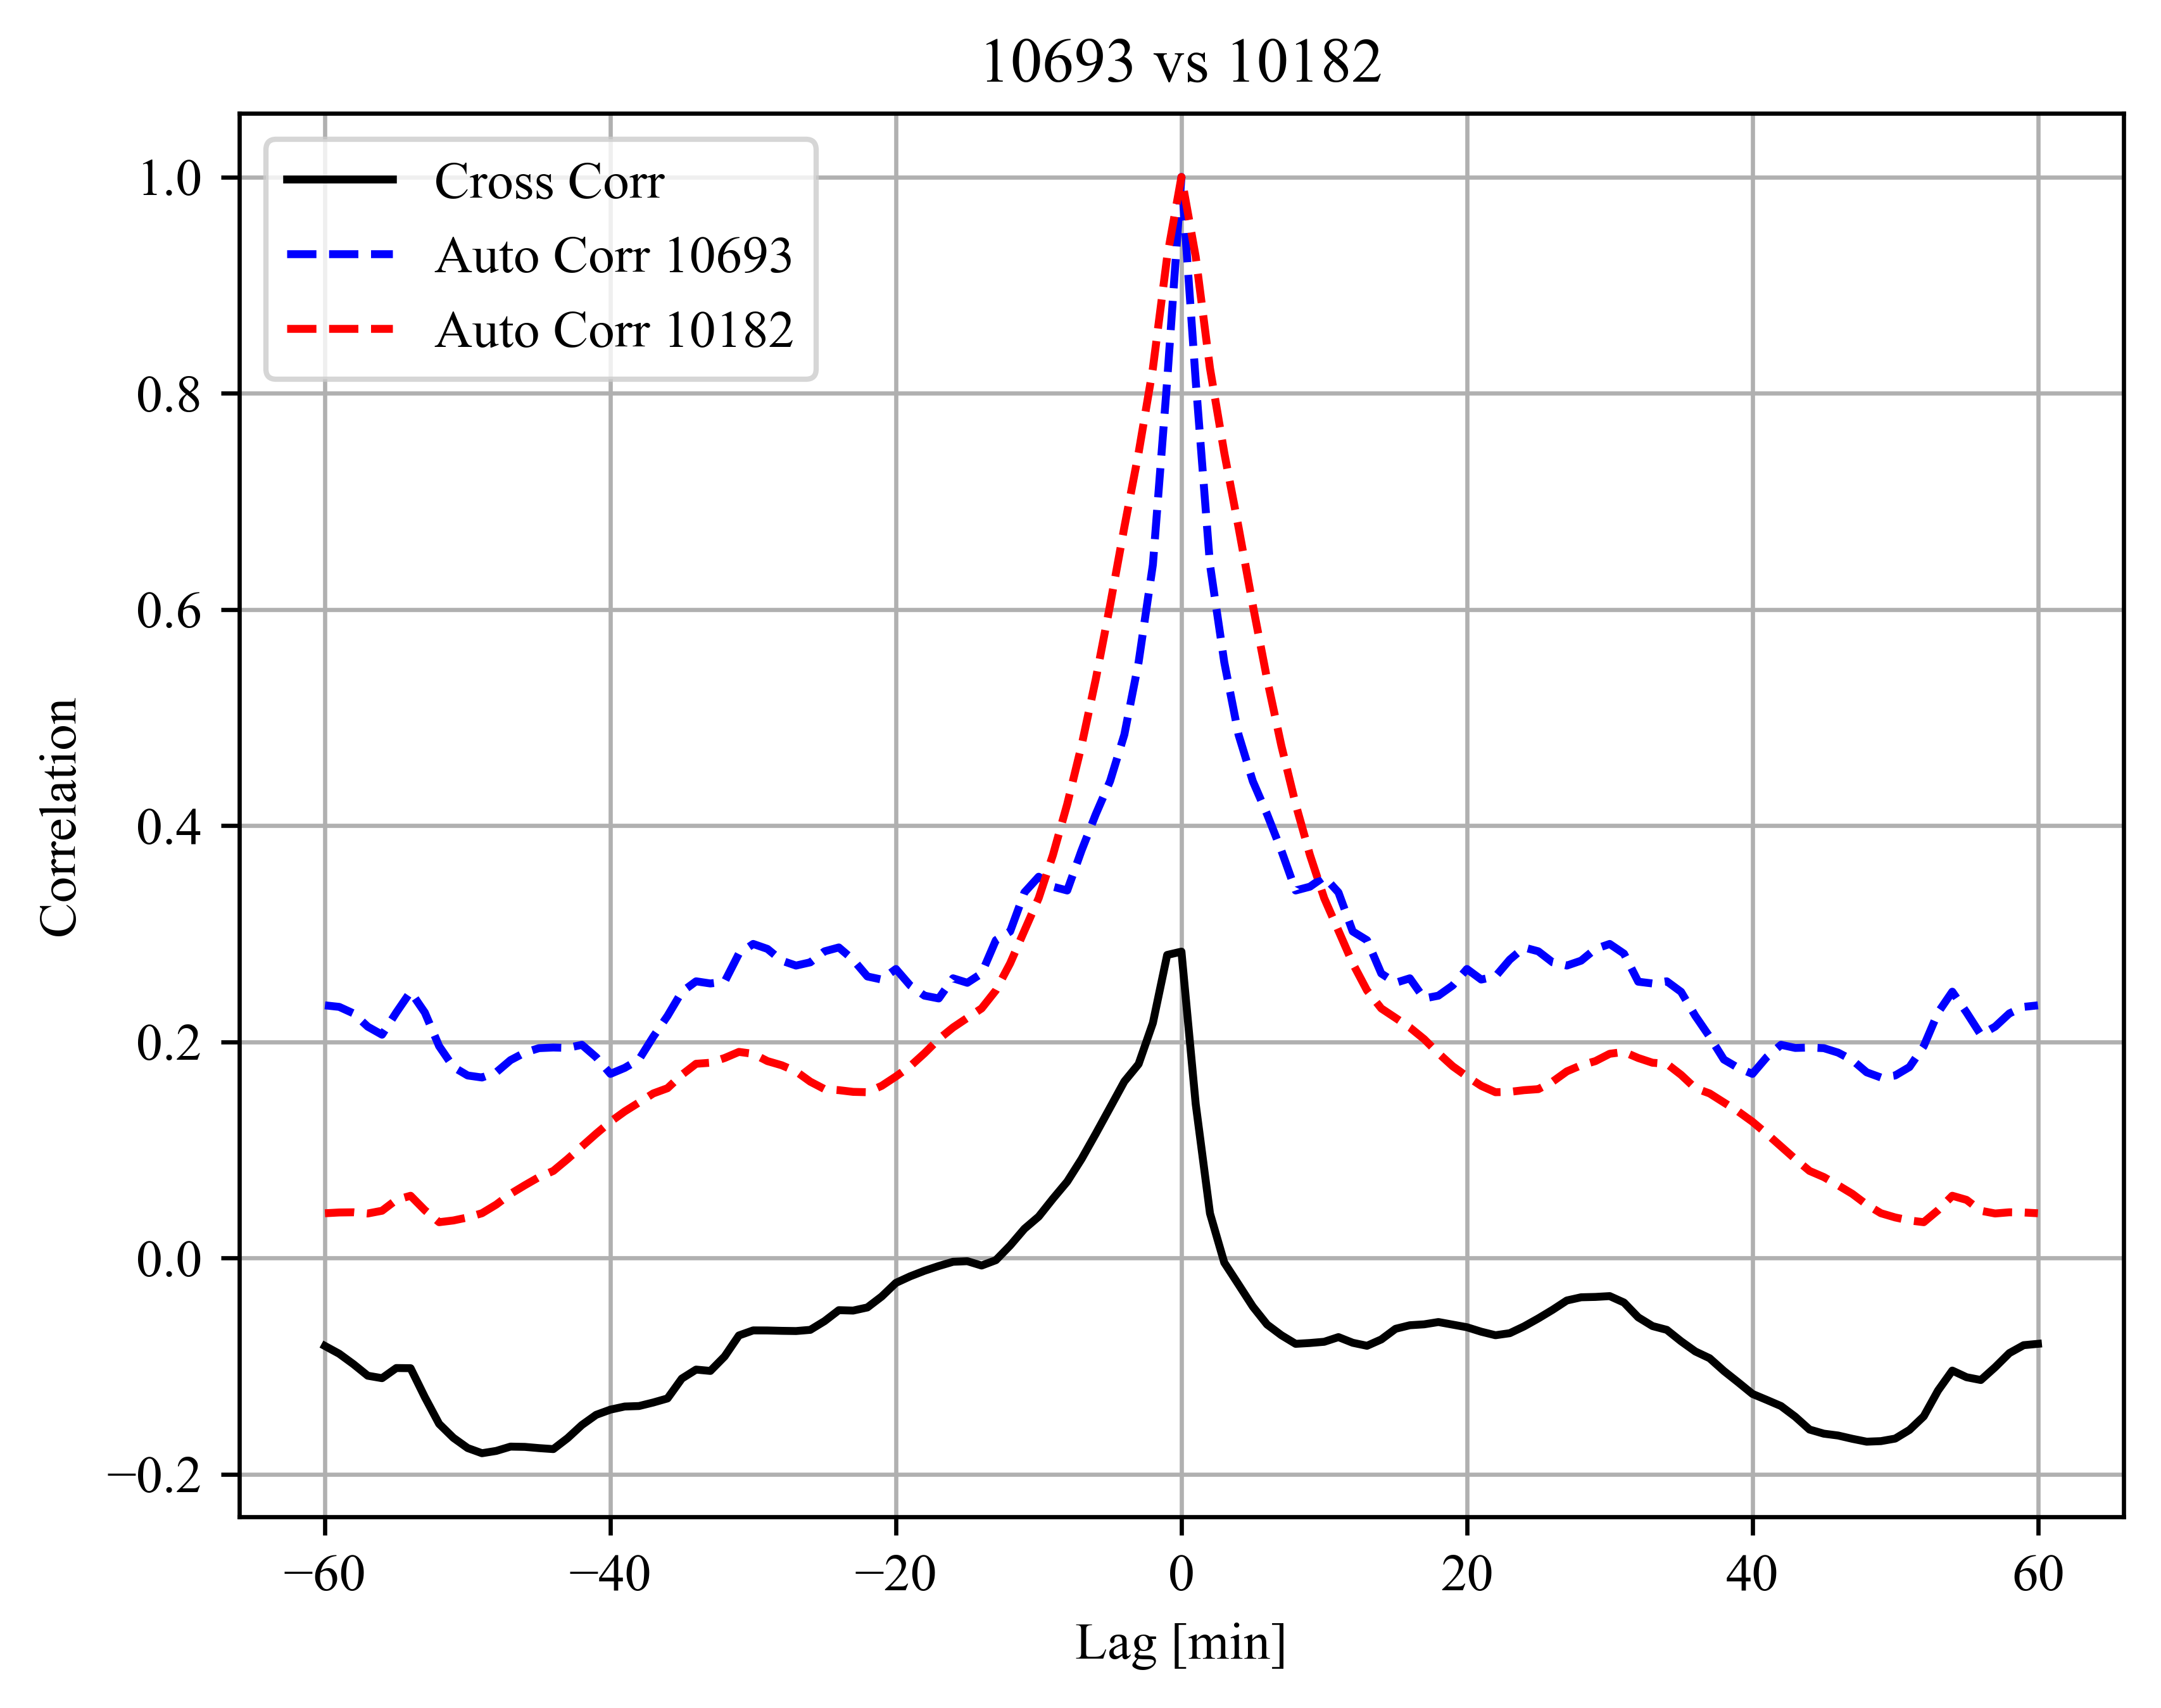 10693 vs 10182
Cross Corr
Auto Corr 10693
Auto Corr 10182
1.0
0.8
0.6
0.4
0.2
0.0
−0.2
Correlation
−60 −40 −20 0 20 40 60
Lag [min]